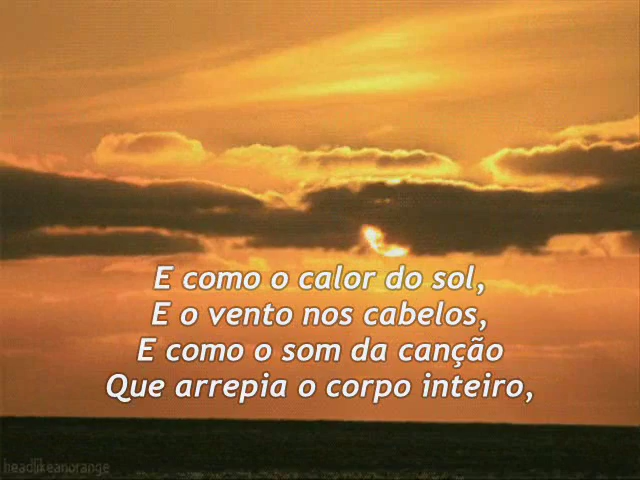 E como o calor do sol,
E o vento nos cabelos,
E como o som da canção
Que arrepia o corpo inteiro,
headlikeanorange